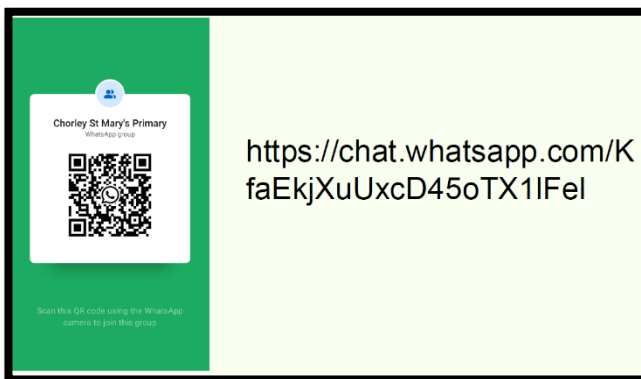 Chorley St Mary's Primary
WhatsApp group
https://chat.whatsapp.com/K
faEkjXuUxcD45oTX1lFel
Scan this QR code using the WhatsApp
camera to join this group